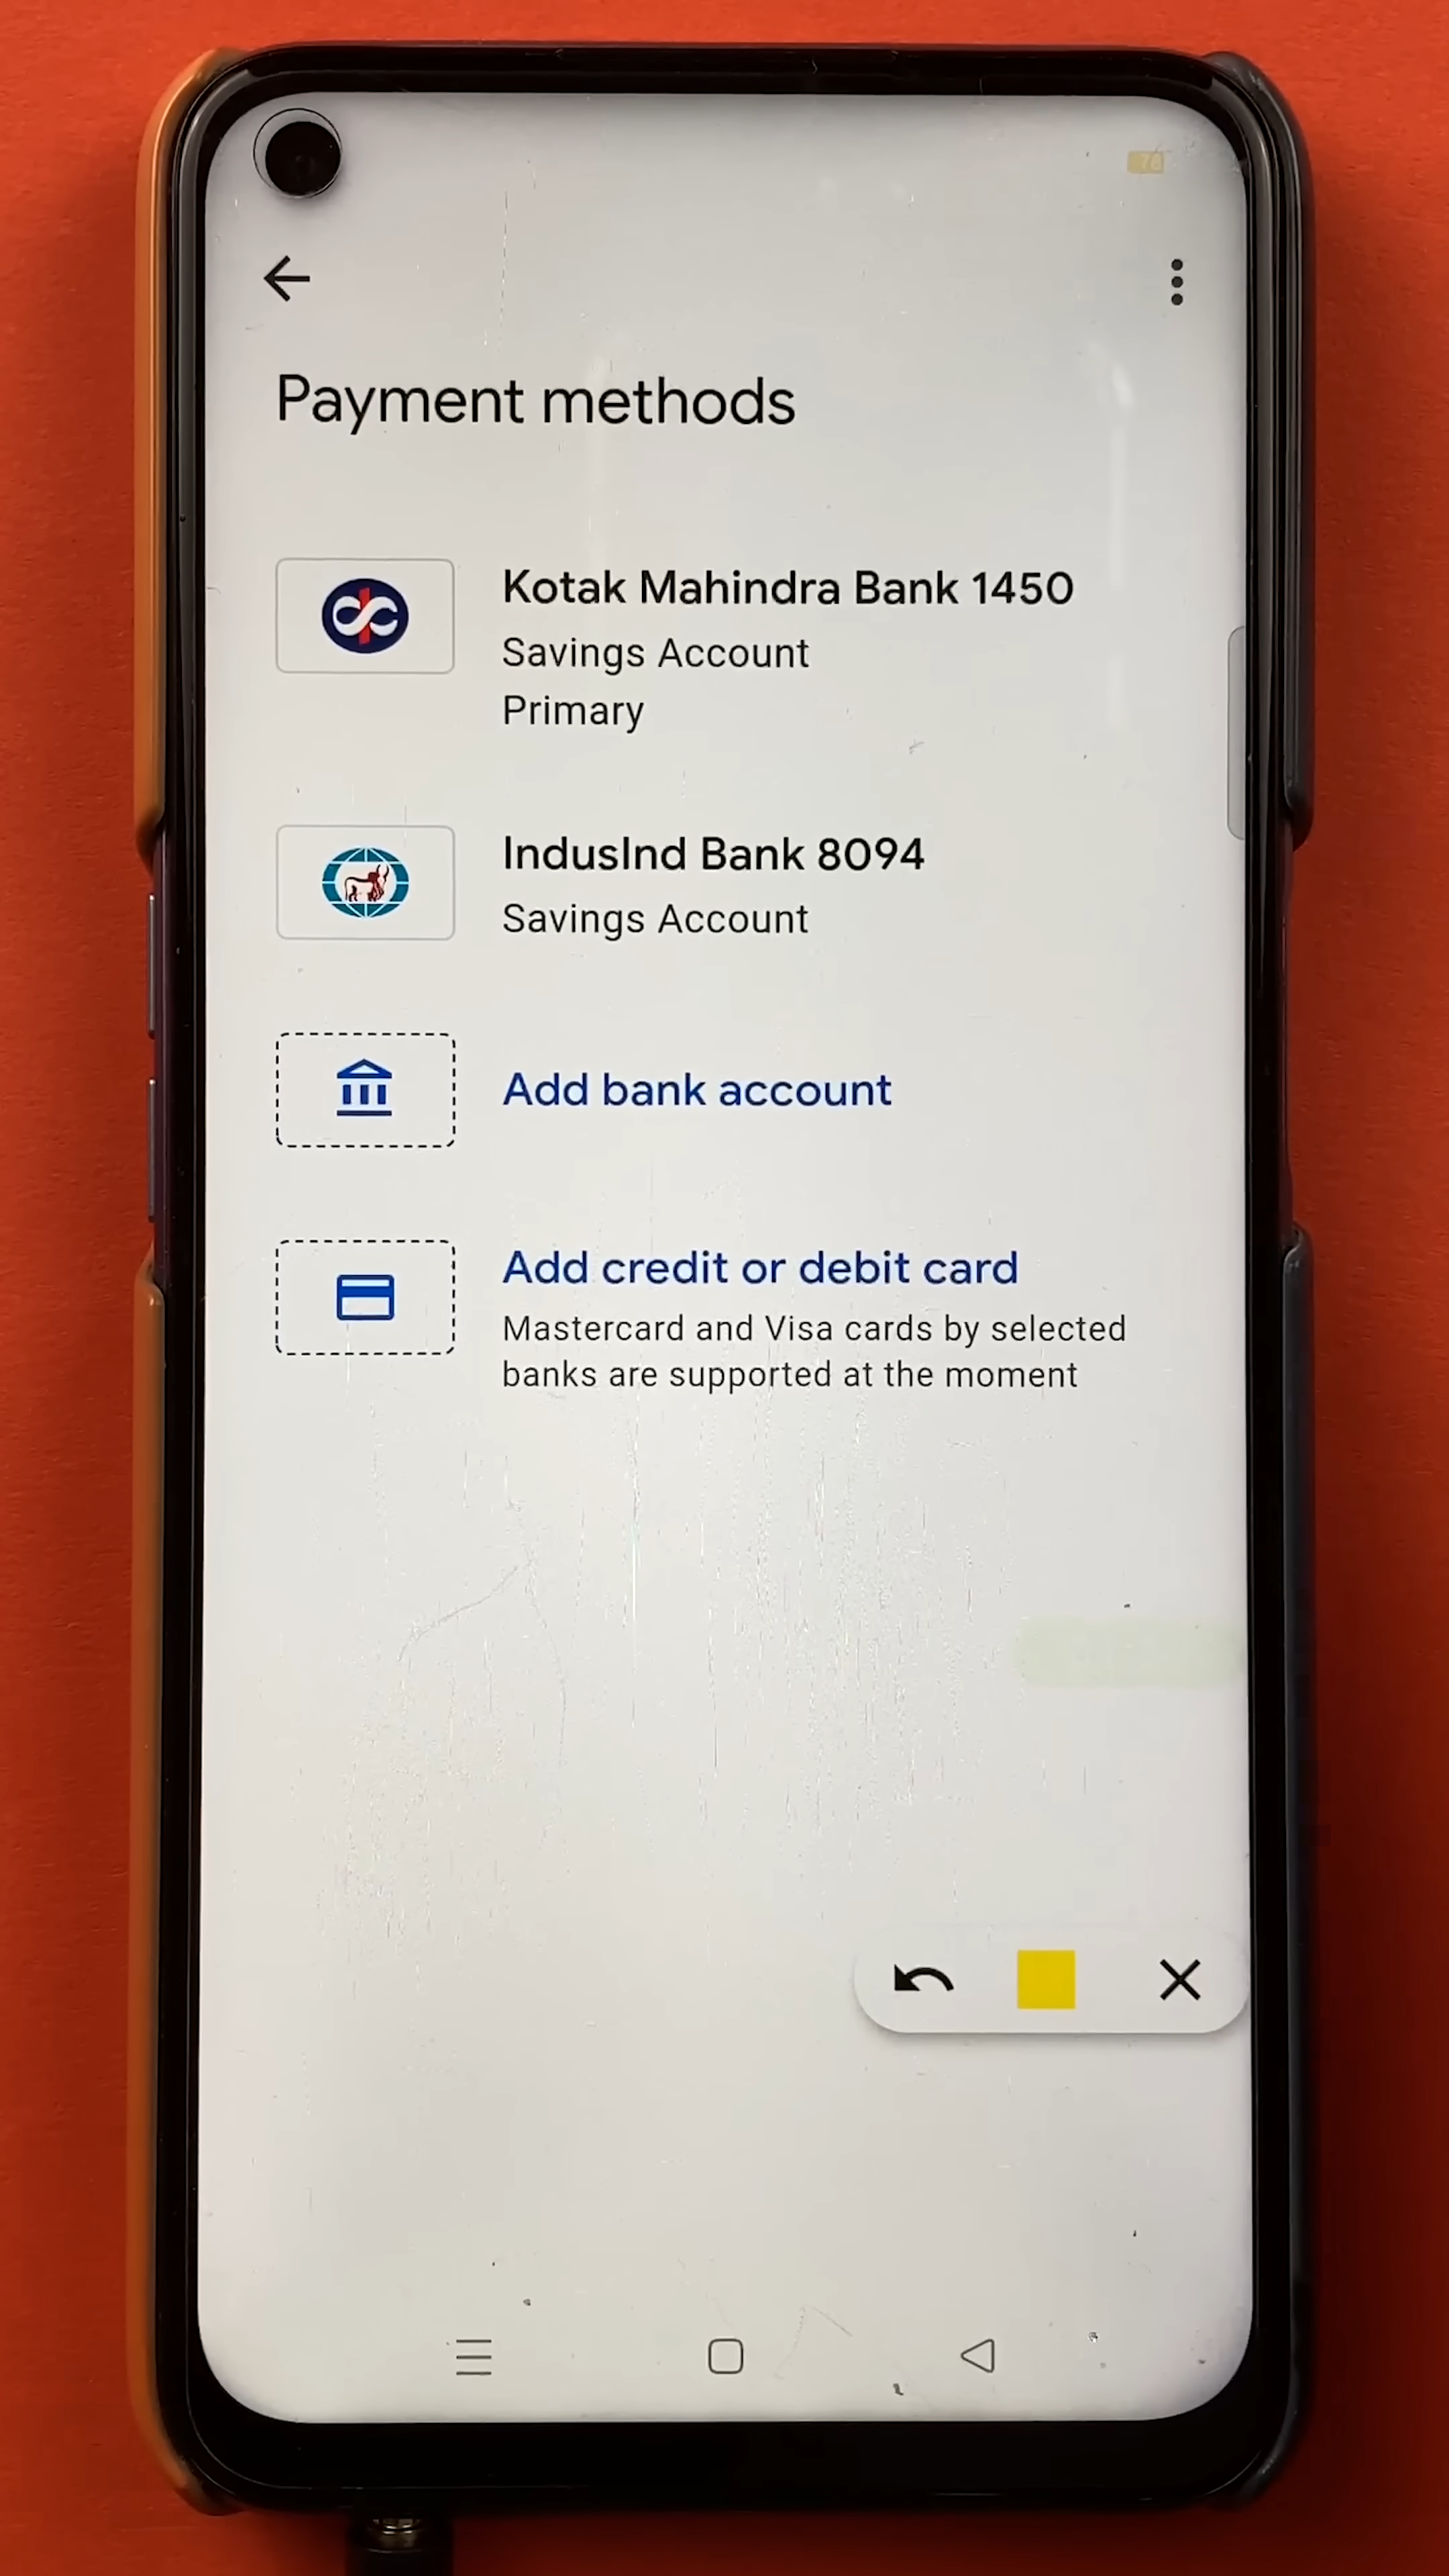 Payment methods
Kotak Mahindra Bank 1450
Savings Account
Primary
IndusInd Bank 8094
Savings Account
Add bank account
Add credit or debit card
Mastercard and Visa cards by selected
banks are supported at the moment